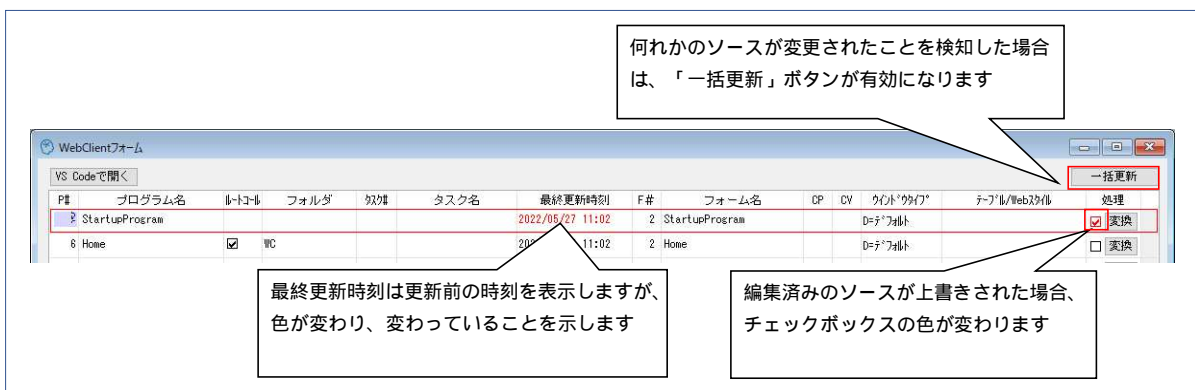 何れかのソースが変更されたことを検知した場合
は、「一括更新」ボタンが有効になります
WebClientフォーム
VS Codeで開く 一括更新
P# プログラム名 ルートコール フォルダ タスク# タスク名 最終更新時刻 F# フォーム名 CP CV ウインドウタイプ テーブル/Webスタイル 処理
2 StartupProgram 2022/05/27 11:02 2 StartupProgram D=デフォルト 変換
6 Home WC 11:02 2 Home D=デフォルト 変換
最終更新時刻は更新前の時刻を表示しますが、
色が変わり、変わっていることを示します
編集済みのソースが上書きされた場合、
チェックボックスの色が変わります